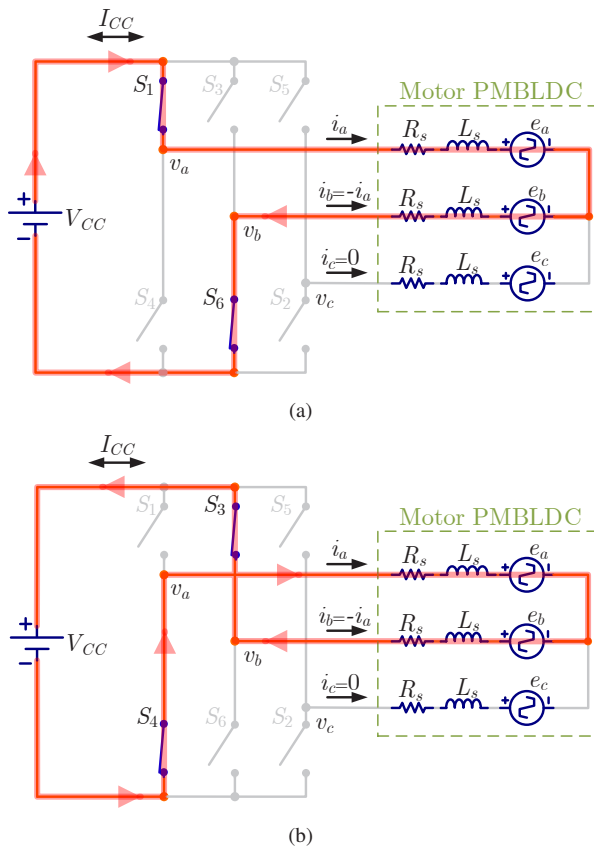 I_CC
S_1
S_3
S_5
Motor PMBLDC
i_a
R_s
L_s
e_a
v_a
+
V_CC
−
i_b=-i_a
R_s
L_s
e_b
v_b
i_c=0
R_s
L_s
e_c
S_4
S_6
S_2
v_c
(a)
I_CC
S_1
S_3
S_5
Motor PMBLDC
i_a
R_s
L_s
e_a
v_a
+
V_CC
−
i_b=-i_a
R_s
L_s
e_b
v_b
i_c=0
R_s
L_s
e_c
S_4
S_6
S_2
v_c
(b)